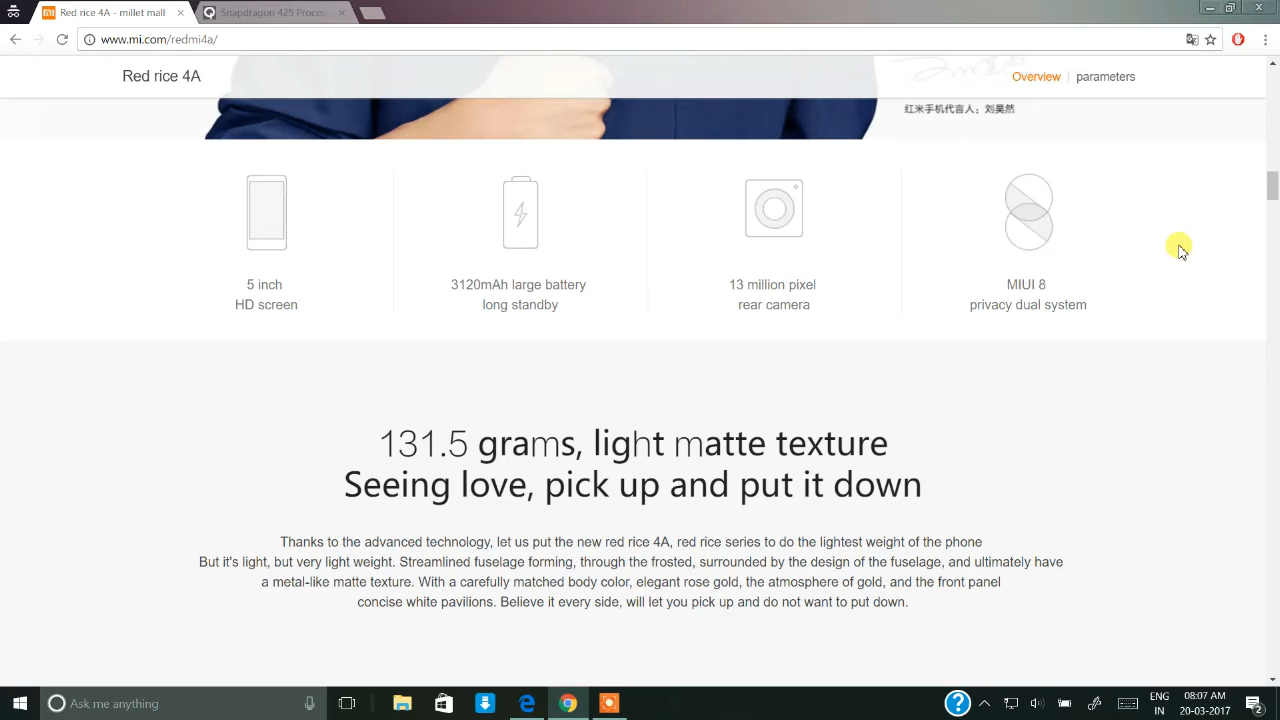 Red rice 4A - millet mall
Snapdragon 425 Proces
www.mi.com/redmi4a/
Red rice 4A
Overview
parameters
红米手机代言人：刘昊然
5 inch
HD screen
3120mAh large battery
long standby
13 million pixel
rear camera
MIUI 8
privacy dual system
131.5 grams, light matte texture
Seeing love, pick up and put it down
Thanks to the advanced technology, let us put the new red rice 4A, red rice series to do the lightest weight of the phone
But it's light, but very light weight. Streamlined fuselage forming, through the frosted, surrounded by the design of the fuselage, and ultimately have
a metal-like matte texture. With a carefully matched body color, elegant rose gold, the atmosphere of gold, and the front panel
concise white pavilions. Believe it every side, will let you pick up and do not want to put down.
Ask me anything
ENG
IN
08:07 AM
20-03-2017
2